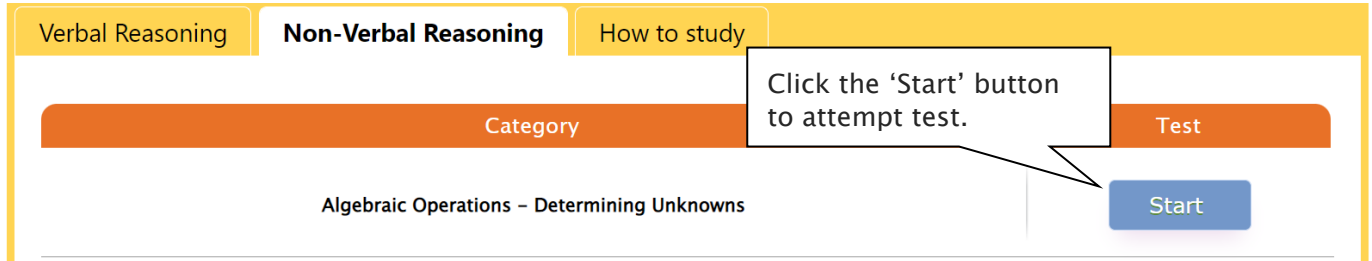 Verbal Reasoning
Non-Verbal Reasoning
How to study
Click the ‘Start’ button
to attempt test.
Category
Test
Algebraic Operations – Determining Unknowns
Start